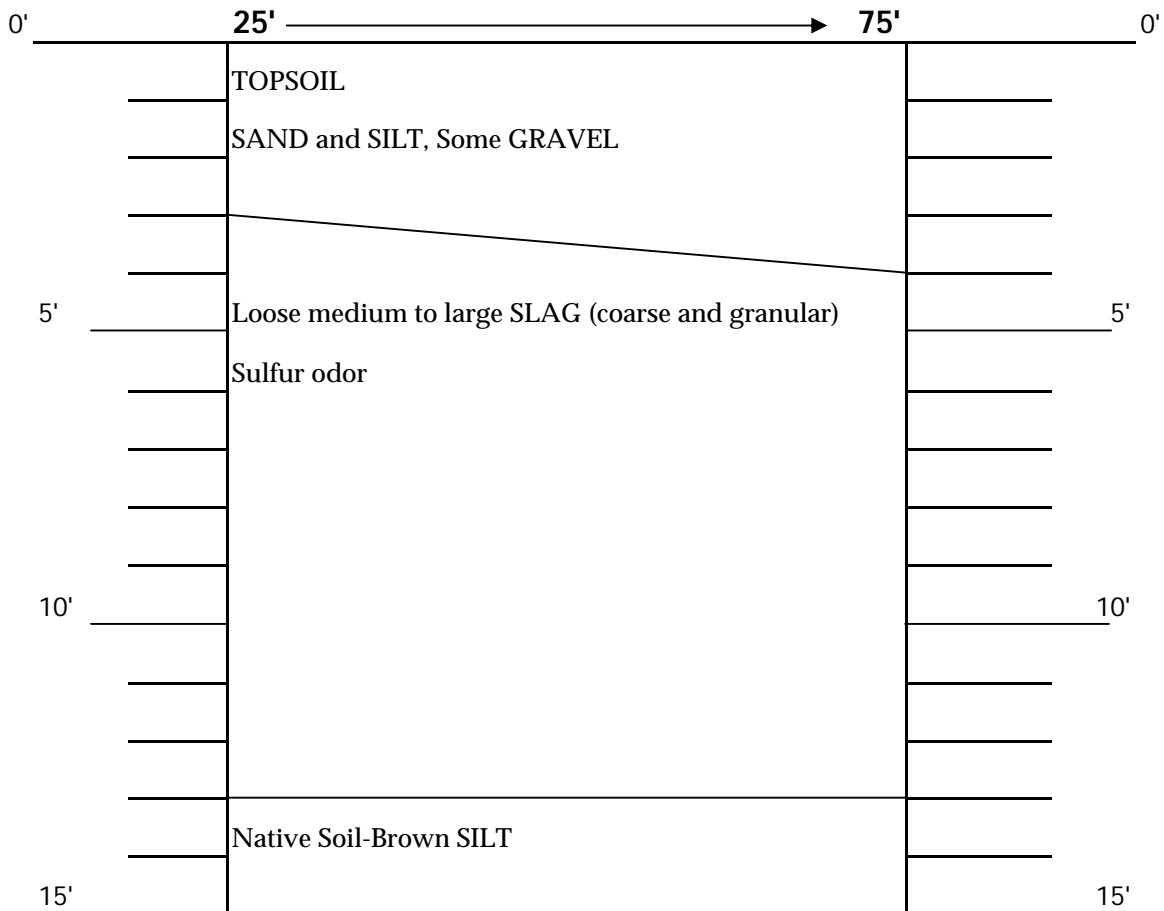 0' 25' 75' 0'
TOPSOIL
SAND and SILT, Some GRAVEL
5' Loose medium to large SLAG (coarse and granular) 5'
Sulfur odor
10' 10'
Native Soil-Brown SILT
15' 15'